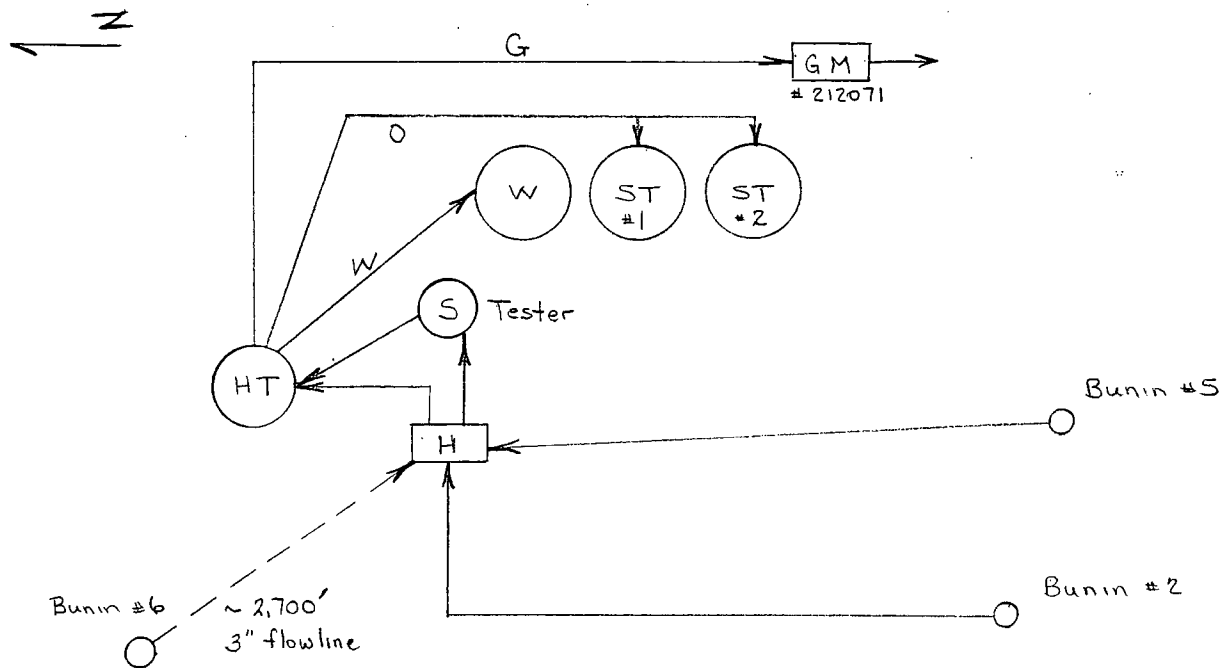 N
G
GM
# 212071
O
W
ST
#1
ST
#2
W
S
Tester
HT
H
Bunin #5
Bunin #6
~ 2,700'
3" flowline
Bunin #2